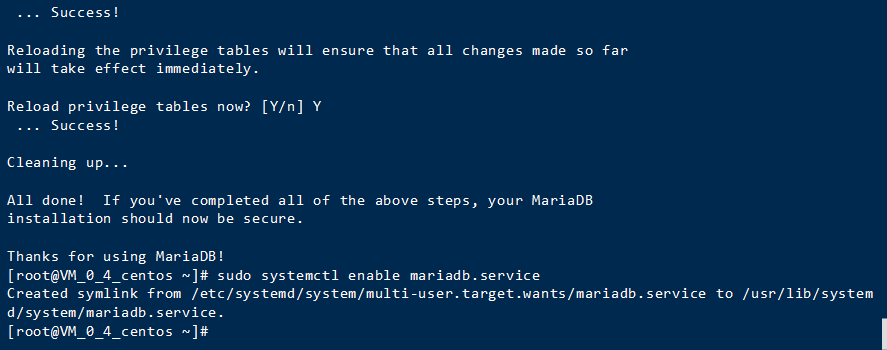 ... Success!
Reloading the privilege tables will ensure that all changes made so far
will take effect immediately.
Reload privilege tables now? [Y/n] Y
... Success!
Cleaning up...
All done!  If you've completed all of the above steps, your MariaDB
installation should now be secure.
Thanks for using MariaDB!
[root@VM_0_4_centos ~]# sudo systemctl enable mariadb.service
Created symlink from /etc/systemd/system/multi-user.target.wants/mariadb.service to /usr/lib/system
d/system/mariadb.service.
[root@VM_0_4_centos ~]#